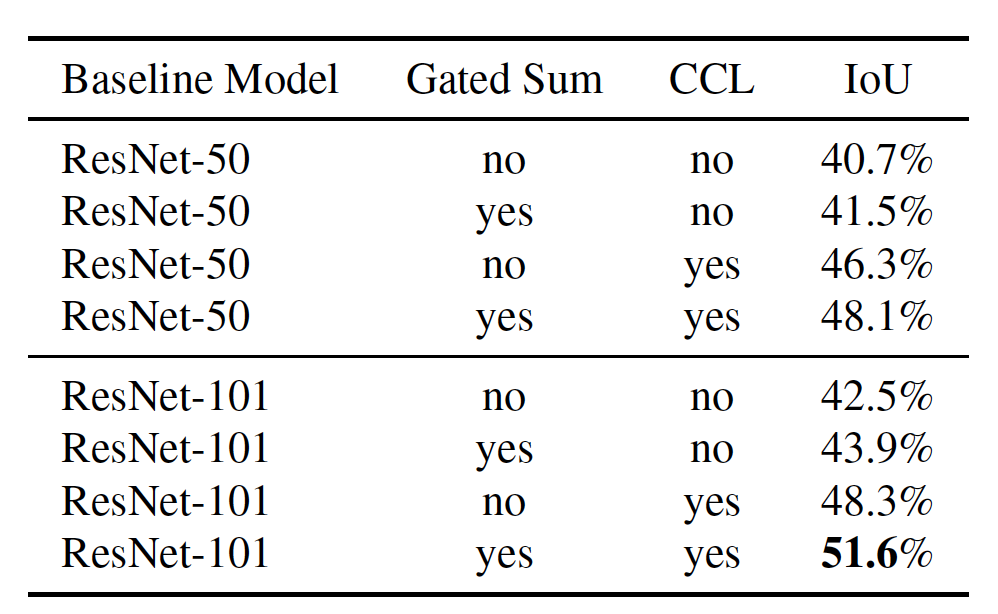 Baseline Model Gated Sum CCL IoU
ResNet-50 no no 40.7%
ResNet-50 yes no 41.5%
ResNet-50 no yes 46.3%
ResNet-50 yes yes 48.1%
ResNet-101 no no 42.5%
ResNet-101 yes no 43.9%
ResNet-101 no yes 48.3%
ResNet-101 yes yes 51.6%